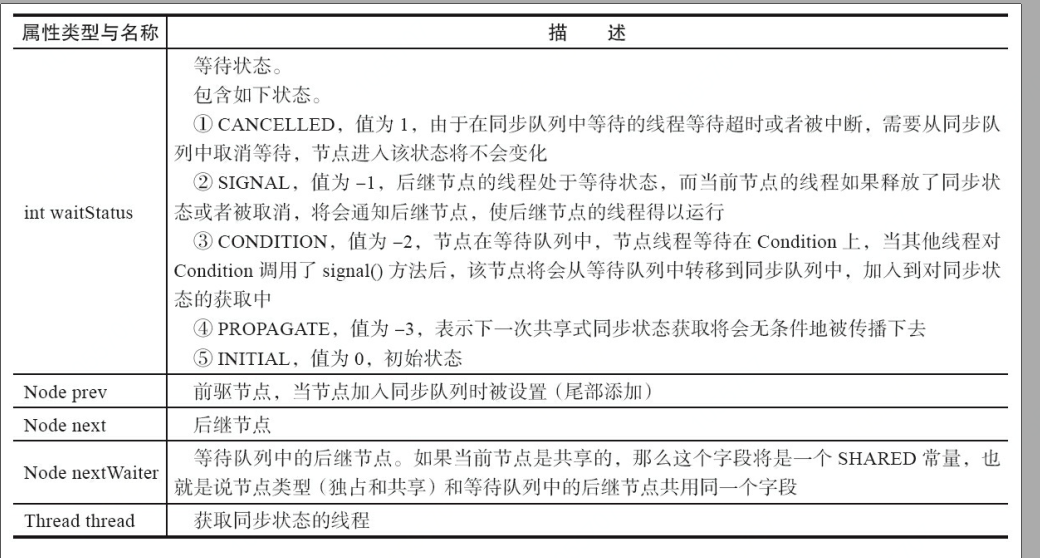 属性类型与名称 描 述
等待状态。
包含如下状态。
① CANCELLED，值为 1，由于在同步队列中等待的线程等待超时或者被中断，需要从同步队
列中取消等待，节点进入该状态将不会变化
② SIGNAL，值为 –1，后继节点的线程处于等待状态，而当前节点的线程如果释放了同步状
int waitStatus 态或者被取消，将会通知后继节点，使后继节点的线程得以运行
③ CONDITION，值为 –2，节点在等待队列中，节点线程等待在 Condition 上，当其他线程对
Condition 调用了 signal() 方法后，该节点将会从等待队列中转移到同步队列中，加入到对同步状
态的获取中
④ PROPAGATE，值为 –3，表示下一次共享式同步状态获取将会无条件地被传播下去
⑤ INITIAL，值为 0，初始状态
Node prev 前驱节点，当节点加入同步队列时被设置（尾部添加）
Node next 后继节点
Node nextWaiter 等待队列中的后继节点。如果当前节点是共享的，那么这个字段将是一个 SHARED 常量，也
就是说节点类型（独占和共享）和等待队列中的后继节点共用同一个字段
Thread thread 获取同步状态的线程